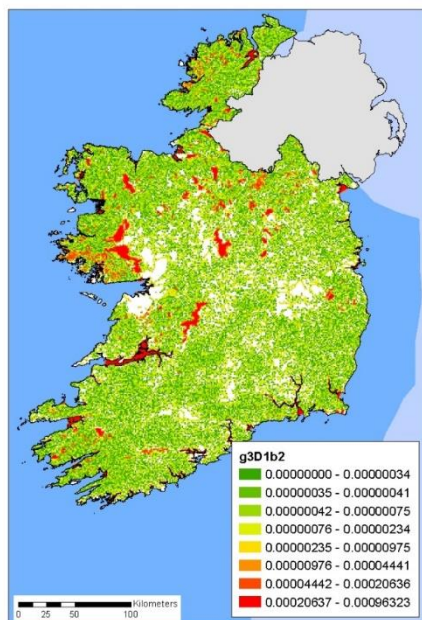 g3D1b2
0.00000000 - 0.00000034
0.00000035 - 0.00000041
0.00000042 - 0.00000075
0.00000076 - 0.00000234
0.00000235 - 0.00000975
0.00000976 - 0.00004441
0.00004442 - 0.00020636
0.00020637 - 0.00096323
Kilometers
0 25 50 100